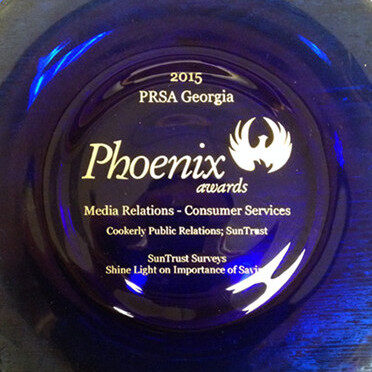 2015
PRSA Georgia
Phoenix
awards
Media Relations - Consumer Services
Cookerly Public Relations; SunTrust
SunTrust Surveys
Shine Light on Importance of Saving